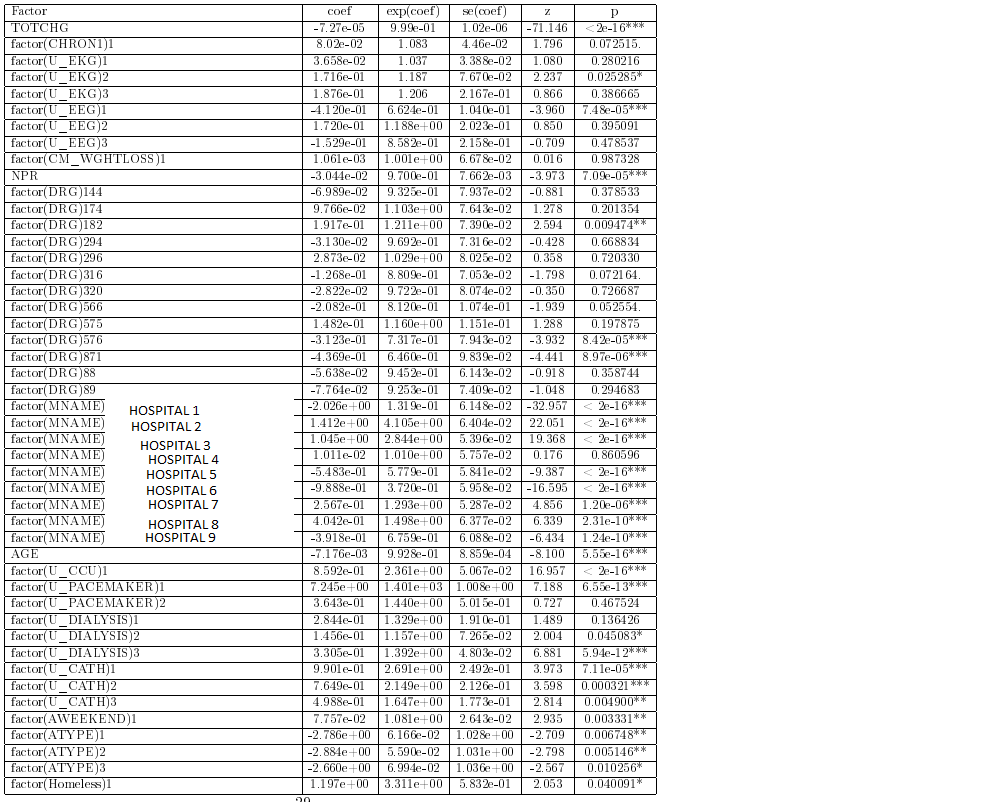 Factor coef exp(coef) se(coef) z p
TOTCHG -7.27e-05 9.99e-01 1.02e-06 -71.146 <2e-16***
factor(CHRON1)1 8.02e-02 1.083 4.46e-02 1.796 0.072515.
factor(U_EKG)1 3.658e-02 1.037 3.388e-02 1.080 0.280216
factor(U_EKG)2 1.716e-01 1.187 7.670e-02 2.237 0.025285*
factor(U_EKG)3 1.876e-01 1.206 2.167e-01 0.866 0.386665
factor(U_EEG)1 -4.120e-01 6.624e-01 1.040e-01 -3.960 7.48e-05***
factor(U_EEG)2 1.720e-01 1.188e+00 2.023e-01 0.850 0.395091
factor(U_EEG)3 -1.529e-01 8.582e-01 2.158e-01 -0.709 0.478537
factor(CM_WGHTLOSS)1 1.061e-03 1.001e+00 6.678e-02 0.016 0.987328
NPR -3.044e-02 9.700e-01 7.662e-03 -3.973 7.09e-05***
factor(DRG)144 -6.989e-02 9.325e-01 7.937e-02 -0.881 0.378533
factor(DRG)174 9.766e-02 1.103e+00 7.643e-02 1.278 0.201354
factor(DRG)182 1.917e-01 1.211e+00 7.390e-02 2.594 0.009474**
factor(DRG)294 -3.130e-02 9.692e-01 7.316e-02 -0.428 0.668834
factor(DRG)296 2.873e-02 1.029e+00 8.025e-02 0.358 0.720330
factor(DRG)316 -1.268e-01 8.809e-01 7.053e-02 -1.798 0.072164.
factor(DRG)320 -2.822e-02 9.722e-01 8.074e-02 -0.350 0.726687
factor(DRG)566 -2.082e-01 8.120e-01 1.074e-01 -1.939 0.052554.
factor(DRG)575 1.482e-01 1.160e+00 1.151e-01 1.288 0.197875
factor(DRG)576 -3.123e-01 7.317e-01 7.943e-02 -3.932 8.42e-05***
factor(DRG)871 -4.369e-01 6.460e-01 9.839e-02 -4.441 8.97e-06***
factor(DRG)88 -5.638e-02 9.452e-01 6.143e-02 -0.918 0.358744
factor(DRG)89 -7.764e-02 9.253e-01 7.409e-02 -1.048 0.294683
factor(MNAME) HOSPITAL 1 -2.026e+00 1.319e-01 6.148e-02 -32.957 < 2e-16***
factor(MNAME) HOSPITAL 2 1.412e+00 4.105e+00 6.404e-02 22.051 < 2e-16***
factor(MNAME) HOSPITAL 3 1.045e+00 2.844e+00 5.396e-02 19.368 < 2e-16***
factor(MNAME) HOSPITAL 4 1.011e-02 1.010e+00 5.757e-02 0.176 0.860596
factor(MNAME) HOSPITAL 5 -5.483e-01 5.779e-01 5.841e-02 -9.387 < 2e-16***
factor(MNAME) HOSPITAL 6 -9.888e-01 3.720e-01 5.958e-02 -16.595 < 2e-16***
factor(MNAME) HOSPITAL 7 2.567e-01 1.293e+00 5.287e-02 4.856 1.20e-06***
factor(MNAME) HOSPITAL 8 4.042e-01 1.498e+00 6.377e-02 6.339 2.31e-10***
factor(MNAME) HOSPITAL 9 -3.918e-01 6.759e-01 6.088e-02 -6.434 1.24e-10***
AGE -7.176e-03 9.928e-01 8.859e-04 -8.100 5.55e-16***
factor(U_CCU)1 8.592e-01 2.361e+00 5.067e-02 16.957 < 2e-16***
factor(U_PACEMAKER)1 7.245e+00 1.401e+03 1.008e+00 7.188 6.55e-13***
factor(U_PACEMAKER)2 3.643e-01 1.440e+00 5.015e-01 0.727 0.467524
factor(U_DIALYSIS)1 2.844e-01 1.329e+00 1.910e-01 1.489 0.136426
factor(U_DIALYSIS)2 1.456e-01 1.157e+00 7.265e-02 2.004 0.045083*
factor(U_DIALYSIS)3 3.305e-01 1.392e+00 4.803e-02 6.881 5.94e-12***
factor(U_CATH)1 9.901e-01 2.691e+00 2.492e-01 3.973 7.11e-05***
factor(U_CATH)2 7.649e-01 2.149e+00 2.126e-01 3.598 0.000321***
factor(U_CATH)3 4.988e-01 1.647e+00 1.773e-01 2.814 0.004900**
factor(AWEEKEND)1 7.757e-02 1.081e+00 2.643e-02 2.935 0.003331**
factor(ATYPE)1 -2.786e+00 6.166e-02 1.028e+00 -2.709 0.006748**
factor(ATYPE)2 -2.884e+00 5.590e-02 1.031e+00 -2.798 0.005146**
factor(ATYPE)3 -2.660e+00 6.994e-02 1.036e+00 -2.567 0.010256*
factor(Homeless)1 1.197e+00 3.311e+00 5.832e-01 2.053 0.040091*